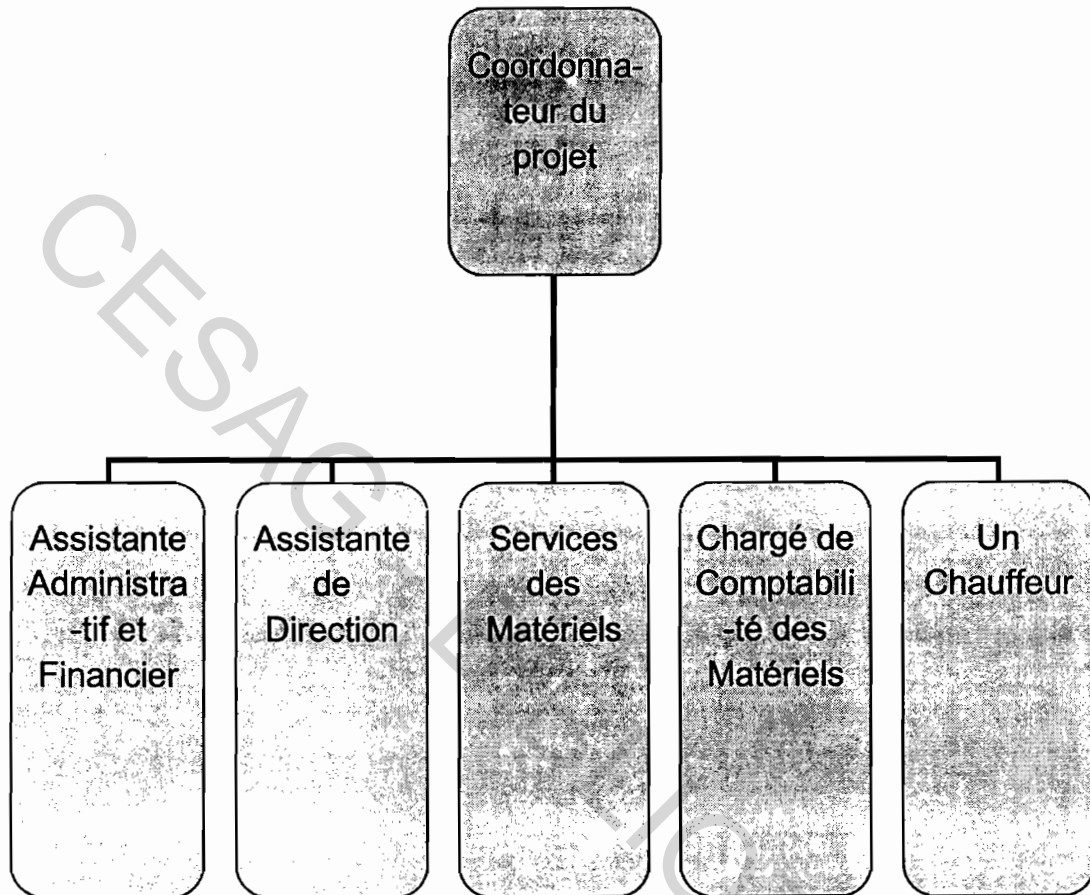 Coordonna-
teur du
projet
Assistante
Administra
-tif et
Financier
Assistante
de
Direction
Services
des
Matériels
Chargé de
Comptabili
-té des
Matériels
Un
Chauffeur
CESAG